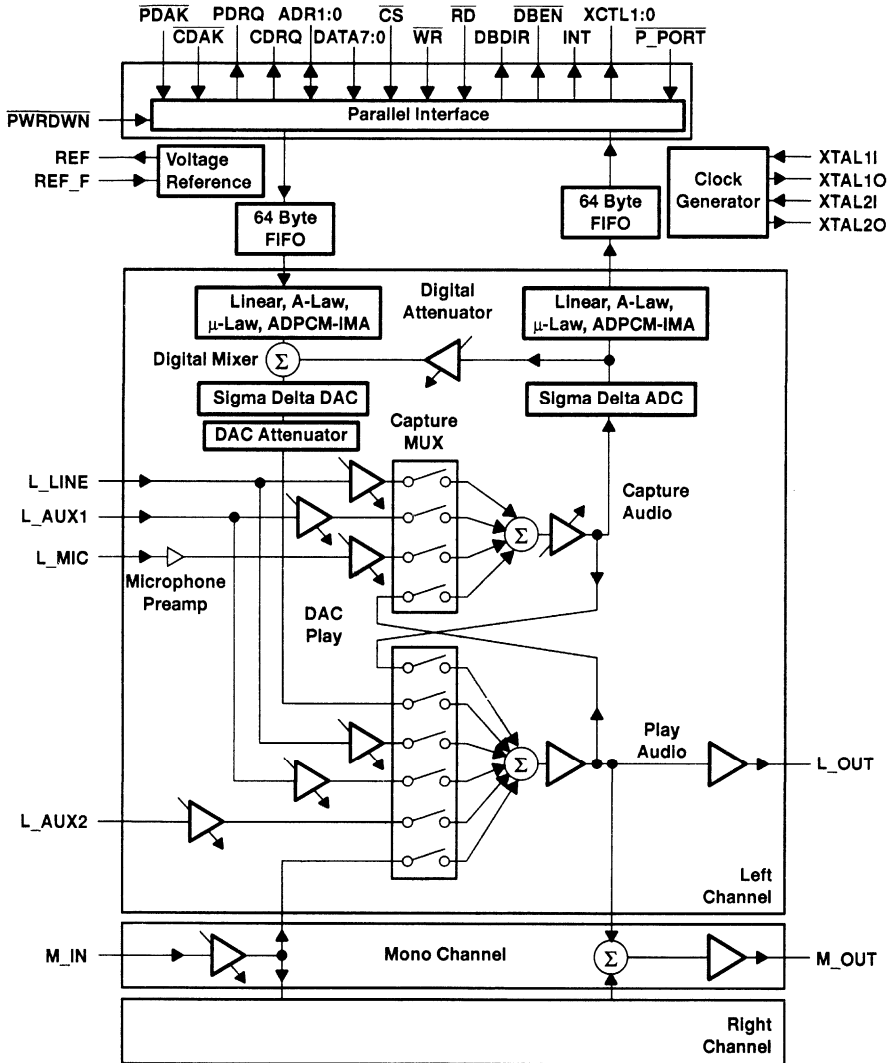 PDAK PDRQ ADR1:0 CS RD DBEN XCTL1:0
CDAK CDRQ DATA7:0 WR DBDIR INT P_PORT
Parallel Interface
PWRDWN
REF
REF_F
Voltage
Reference
64 Byte
FIFO
64 Byte
FIFO
Clock
Generator
XTAL1I
XTAL1O
XTAL2I
XTAL2O
Linear, A-Law,
μ-Law, ADPCM-IMA
Digital
Attenuator
Linear, A-Law,
μ-Law, ADPCM-IMA
Digital Mixer
Σ
Sigma Delta DAC
Sigma Delta ADC
DAC Attenuator
Capture
MUX
L_LINE
L_AUX1
L_MIC
Microphone
Preamp
Σ
Capture
Audio
DAC
Play
Σ
Play
Audio
L_OUT
L_AUX2
Left
Channel
M_IN
Mono Channel
Σ
M_OUT
Right
Channel